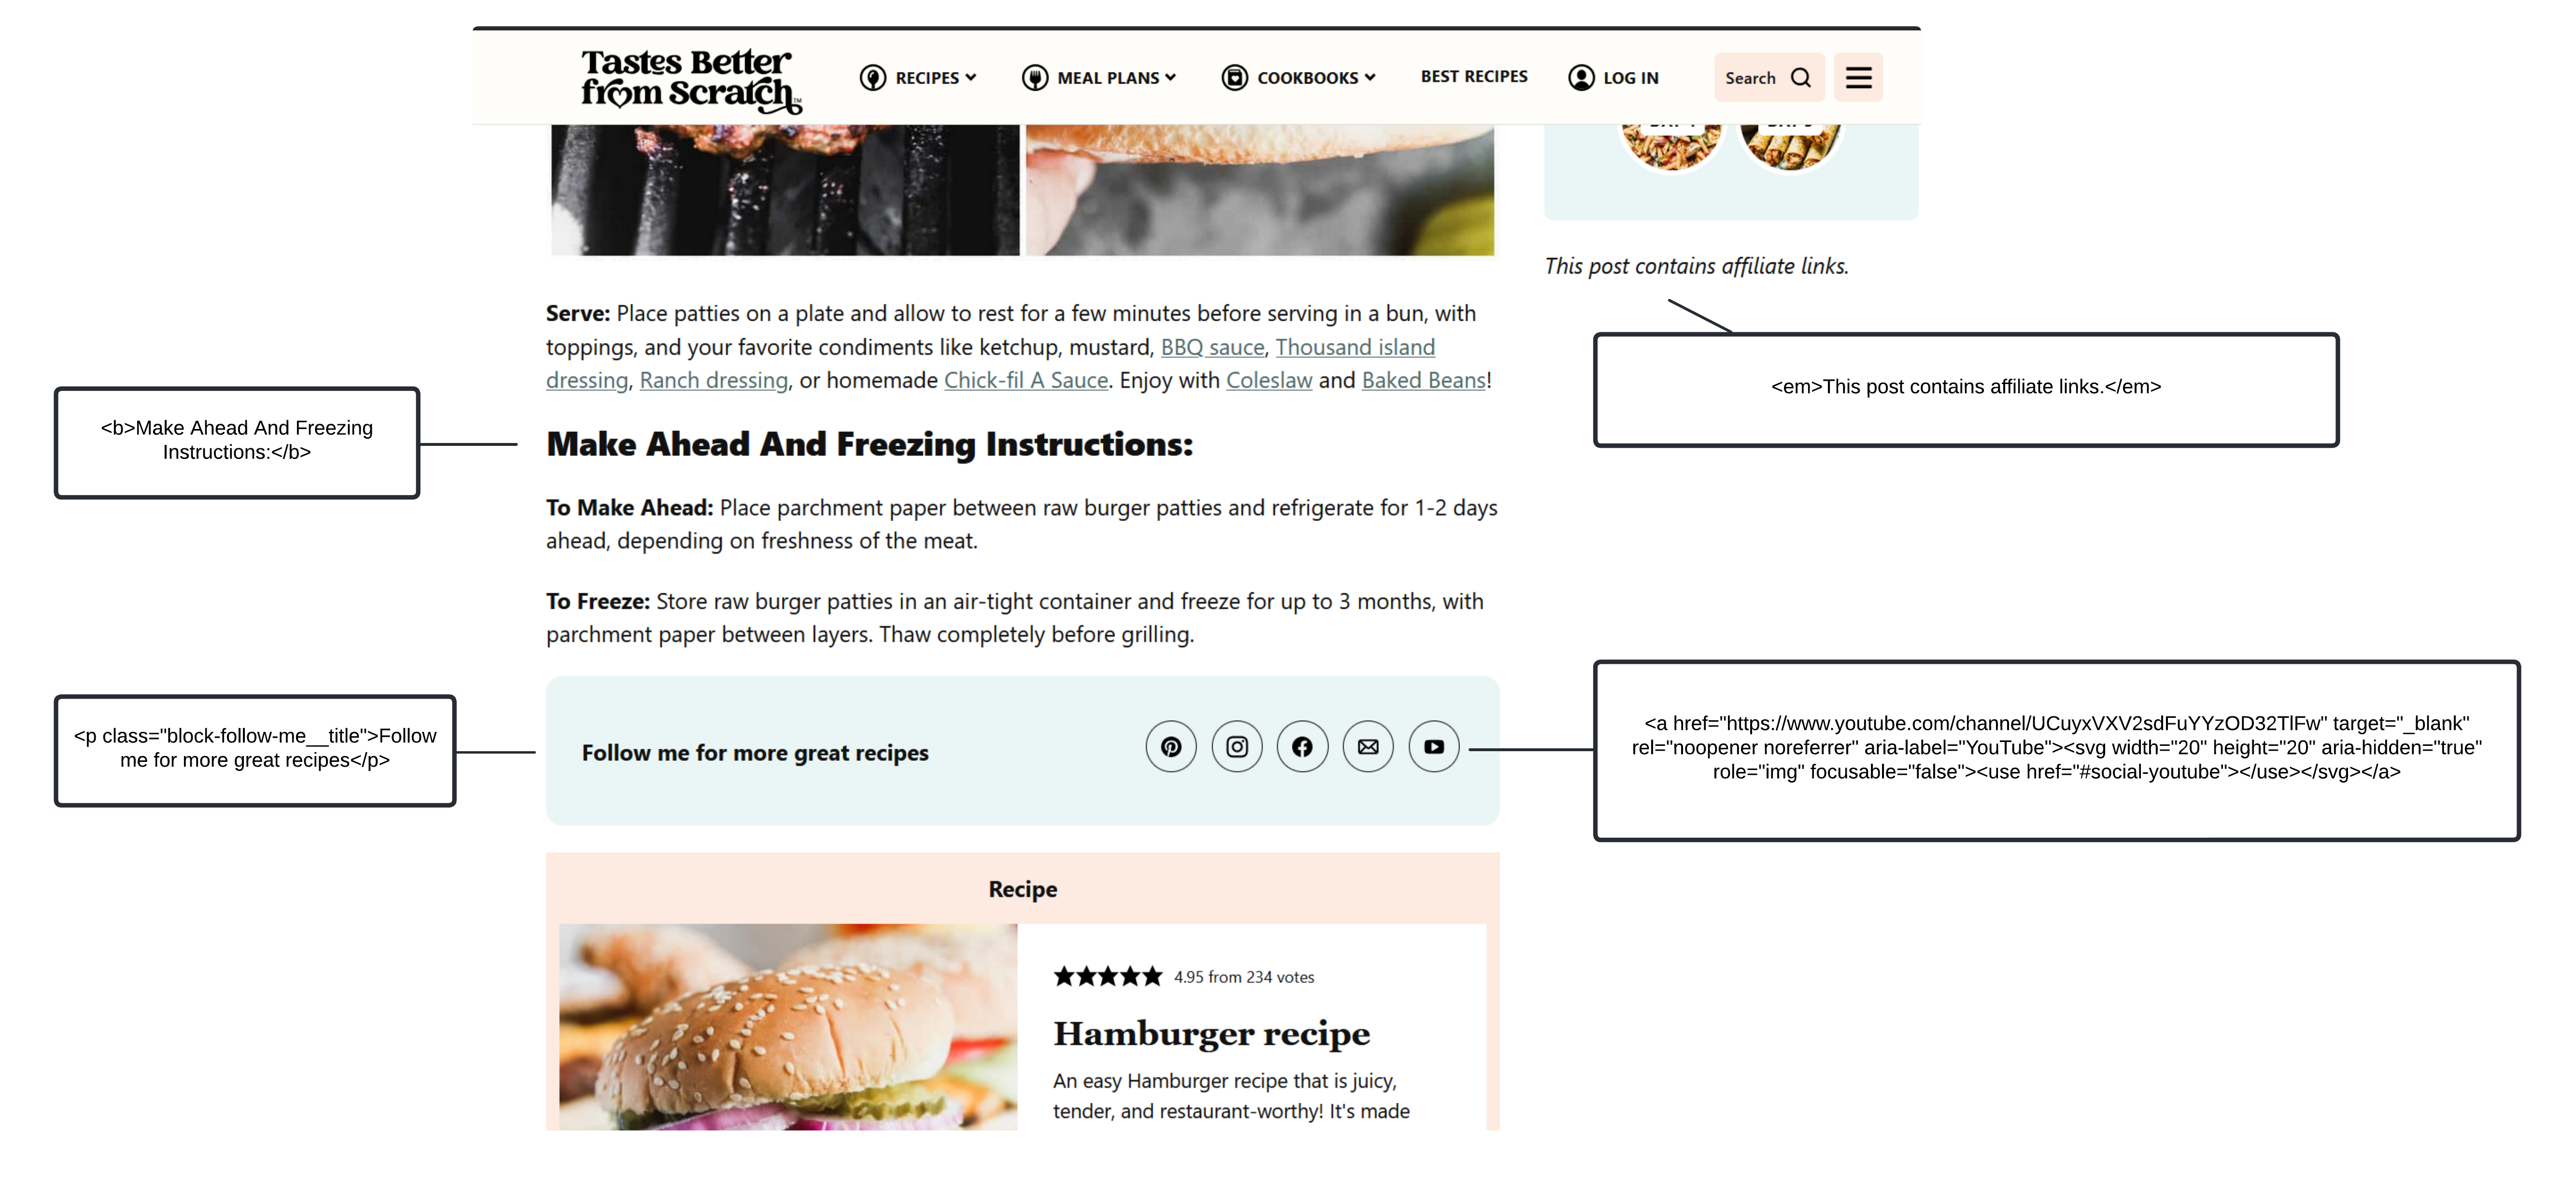 Tastes Better
from Scratch™
RECIPES
MEAL PLANS
COOKBOOKS
BEST RECIPES
LOG IN
Search
This post contains affiliate links.
<em>This post contains affiliate links.</em>
Serve: Place patties on a plate and allow to rest for a few minutes before serving in a bun, with
toppings, and your favorite condiments like ketchup, mustard, BBQ sauce, Thousand island
dressing, Ranch dressing, or homemade Chick-fil A Sauce. Enjoy with Coleslaw and Baked Beans!
<b>Make Ahead And Freezing
Instructions:</b>
Make Ahead And Freezing Instructions:
To Make Ahead: Place parchment paper between raw burger patties and refrigerate for 1-2 days
ahead, depending on freshness of the meat.
To Freeze: Store raw burger patties in an air-tight container and freeze for up to 3 months, with
parchment paper between layers. Thaw completely before grilling.
<p class="block-follow-me__title">Follow
me for more great recipes</p>
Follow me for more great recipes
<a href="https://www.youtube.com/channel/UCuyxVXV2sdFuYYzOD32TlFw" target="_blank"
rel="noopener noreferrer" aria-label="YouTube"><svg width="20" height="20" aria-hidden="true"
role="img" focusable="false"><use href="#social-youtube"></use></svg></a>
Recipe
4.95 from 234 votes
Hamburger recipe
An easy Hamburger recipe that is juicy,
tender, and restaurant-worthy! It's made